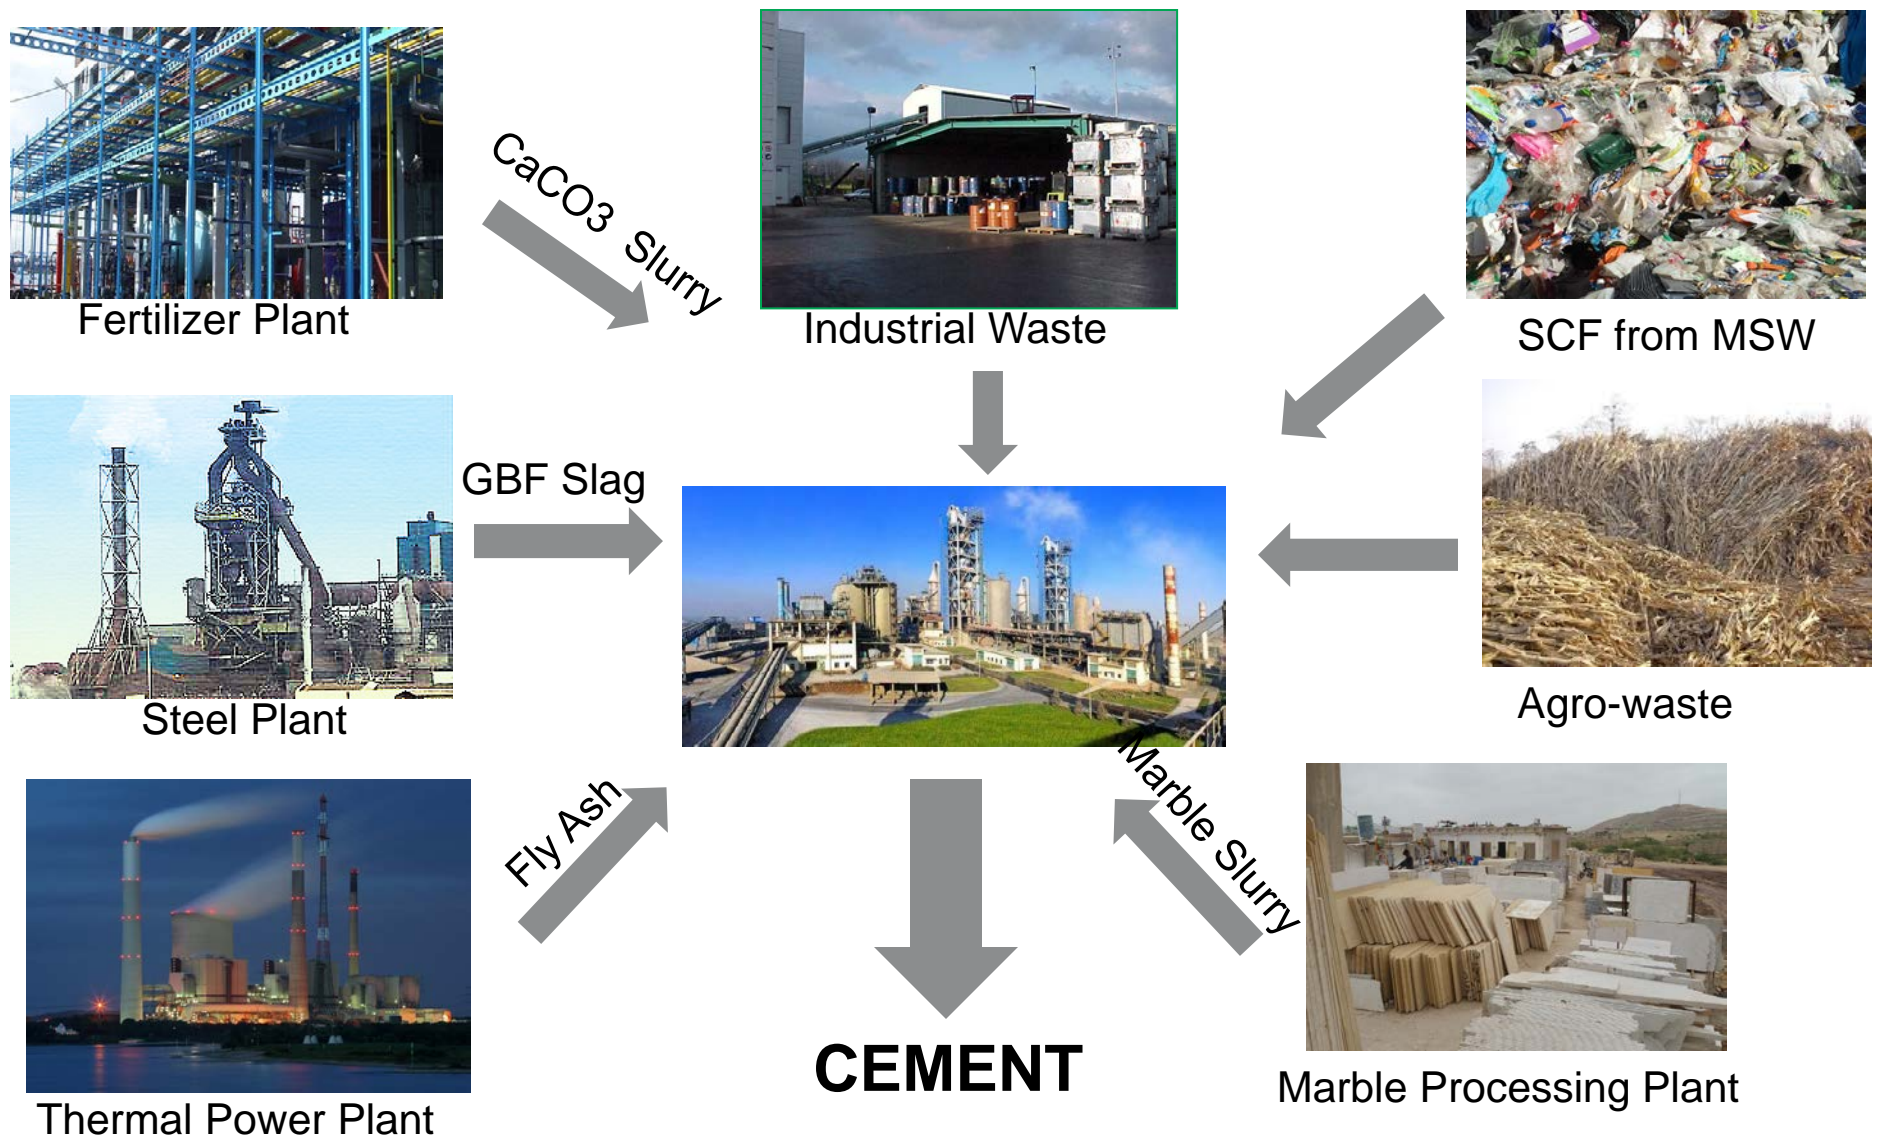 CaCO3 Slurry
Fertilizer Plant
Industrial Waste
SCF from MSW
GBF Slag
Steel Plant
Agro-waste
Fly Ash
Marble Slurry
CEMENT
Thermal Power Plant
Marble Processing Plant